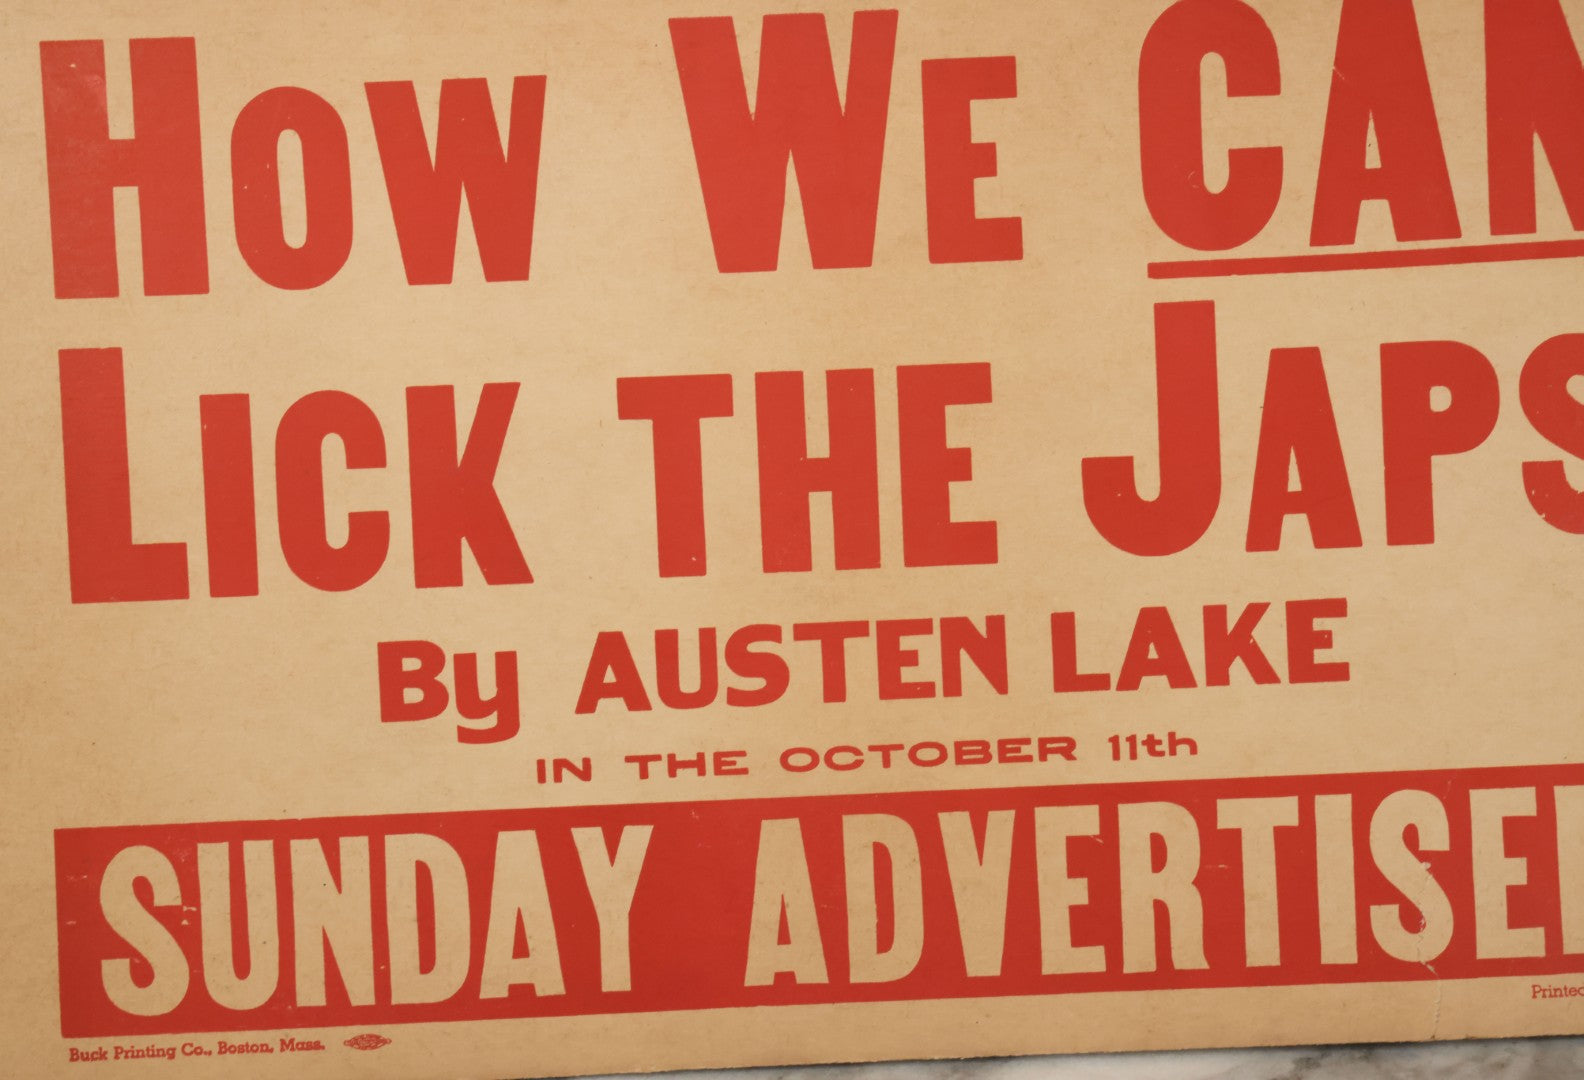 How We CAN
Lick the Japs
By AUSTEN LAKE
IN THE OCTOBER 11th
SUNDAY ADVERTISER
Buck Printing Co., Boston, Mass.
Printed